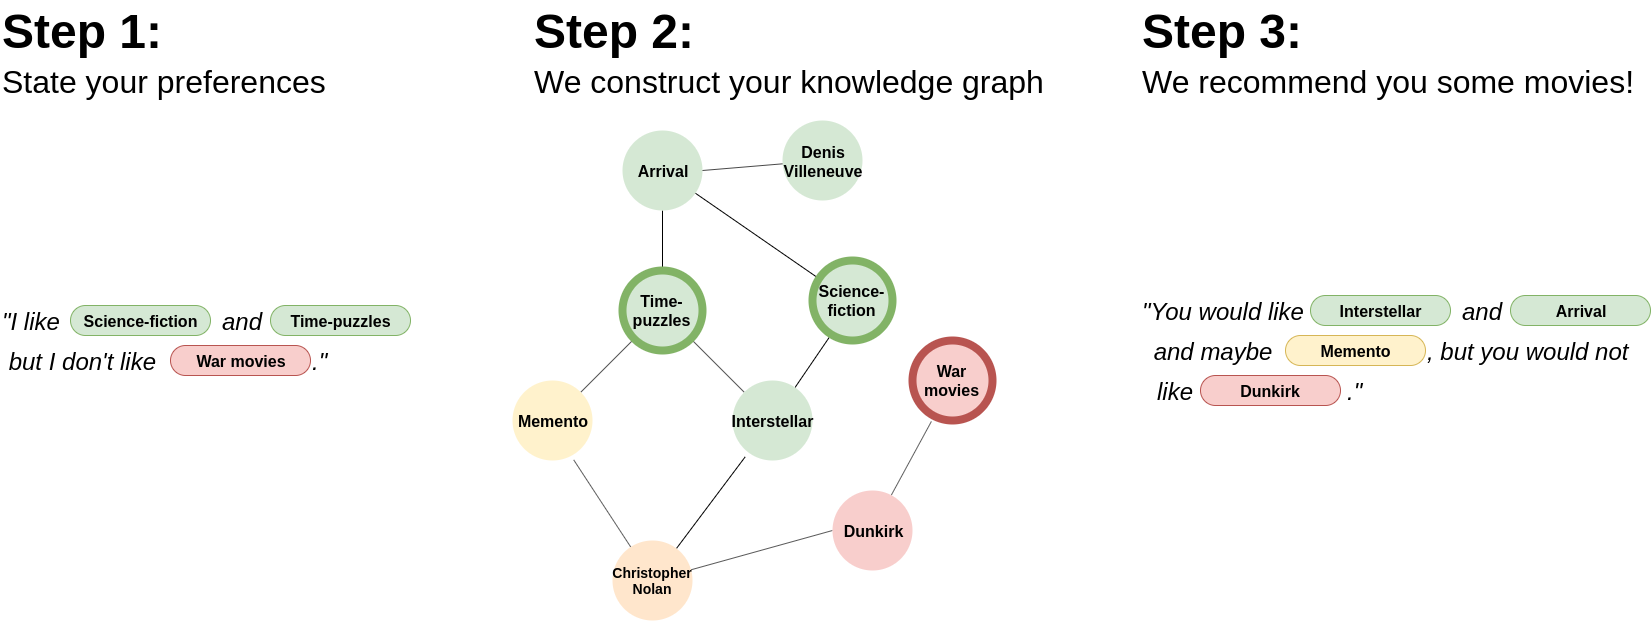 Step 1:
State your preferences
"I like Science-fiction and Time-puzzles
but I don't like War movies ."
Step 2:
We construct your knowledge graph
Arrival
Denis
Villeneuve
Time-
puzzles
Science-
fiction
War
movies
Memento
Interstellar
Dunkirk
Christopher
Nolan
Step 3:
We recommend you some movies!
"You would like Interstellar and Arrival
and maybe Memento , but you would not
like Dunkirk ."